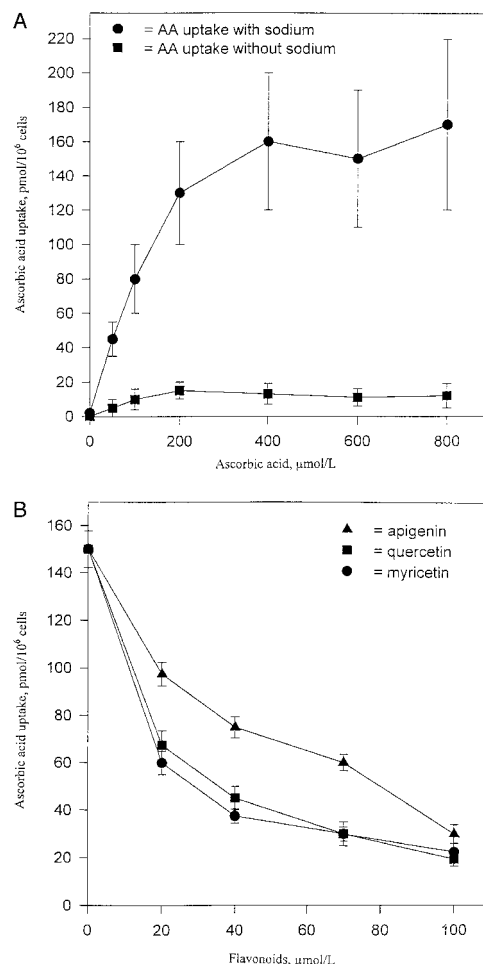 A
● = AA uptake with sodium
■ = AA uptake without sodium
Ascorbic acid uptake, pmol/10⁶ cells
220
200
180
160
140
120
100
80
60
40
20
0
0 200 400 600 800
Ascorbic acid, μmol/L
B
▲ = apigenin
■ = quercetin
● = myricetin
Ascorbic acid uptake, pmol/10⁶ cells
160
140
120
100
80
60
40
20
0
0 20 40 60 80 100
Flavonoids, μmol/L